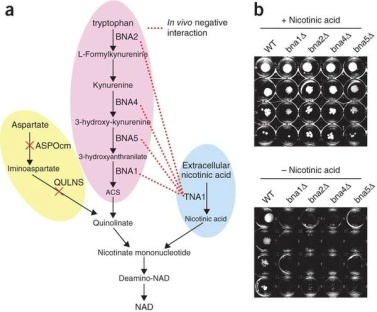 a
tryptophan
BNA2
In vivo negative
interaction
L-Formylkynurenine
Kynurenine
BNA4
3-hydroxy-kynurenine
BNA5
3-hydroxyanthranilate
BNA1
ACS
Aspartate
ASPOcm
Iminoaspartate
QULNS
Extracellular
nicotinic acid
TNA1
Nicotinic acid
Quinolinate
Nicotinate mononucleotide
Deamino-NAD
NAD
b
+ Nicotinic acid
WT
bna1Δ
bna2Δ
bna4Δ
bna5Δ
– Nicotinic acid
WT
bna1Δ
bna2Δ
bna4Δ
bna5Δ